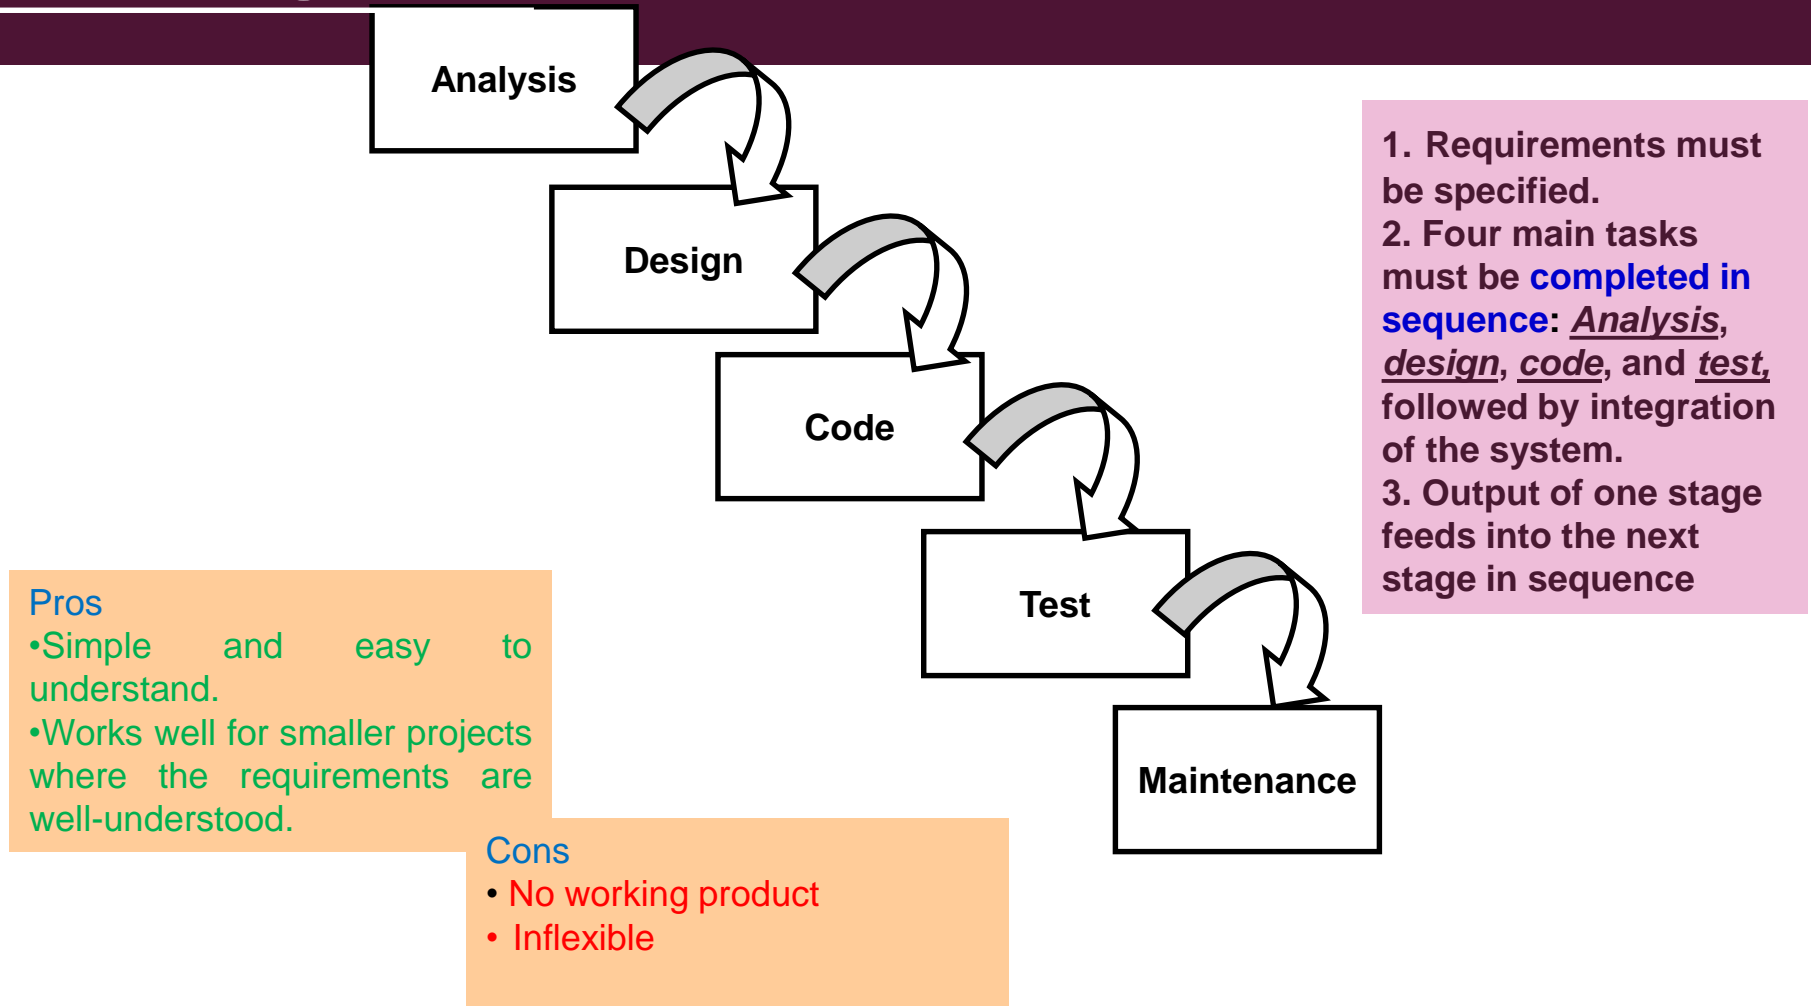 Analysis
Design
Code
Test
Maintenance
1. Requirements must
be specified.
2. Four main tasks
must be completed in
sequence: Analysis,
design, code, and test,
followed by integration
of the system.
3. Output of one stage
feeds into the next
stage in sequence
Pros
•Simple and easy to
understand.
•Works well for smaller projects
where the requirements are
well-understood.
Cons
• No working product
• Inflexible